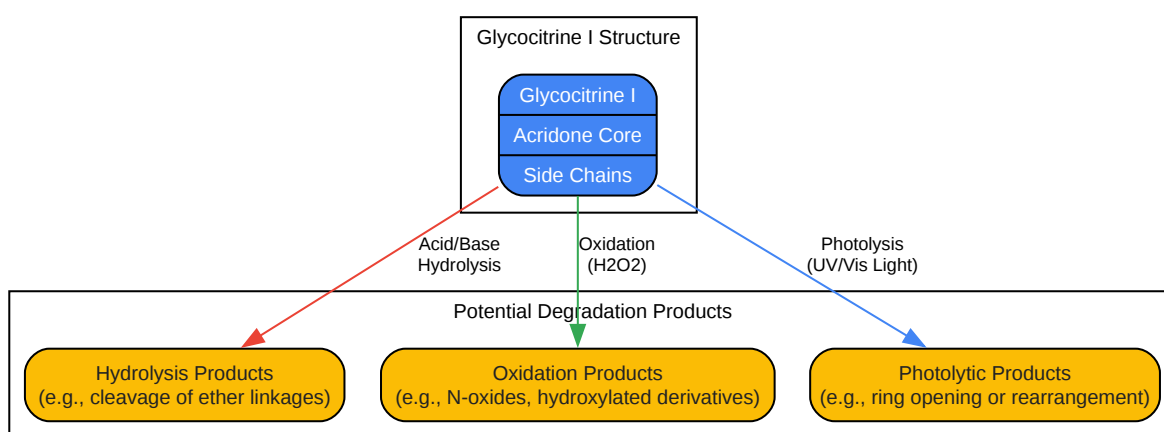 Glycocitrine I Structure
Glycocitrine I
Acridone Core
Side Chains
Acid/Base
Hydrolysis
Oxidation
(H2O2)
Photolysis
(UV/Vis Light)
Potential Degradation Products
Hydrolysis Products
(e.g., cleavage of ether linkages)
Oxidation Products
(e.g., N-oxides, hydroxylated derivatives)
Photolytic Products
(e.g., ring opening or rearrangement)